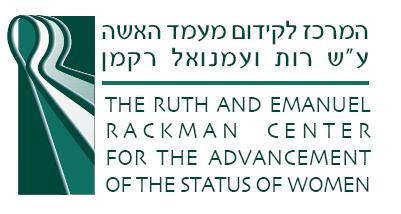 המרכז לקידום מעמד האשה
ע"ש רות ועמנואל רקמן
THE RUTH AND EMANUEL
RACKMAN CENTER
FOR THE ADVANCEMENT
OF THE STATUS OF WOMEN